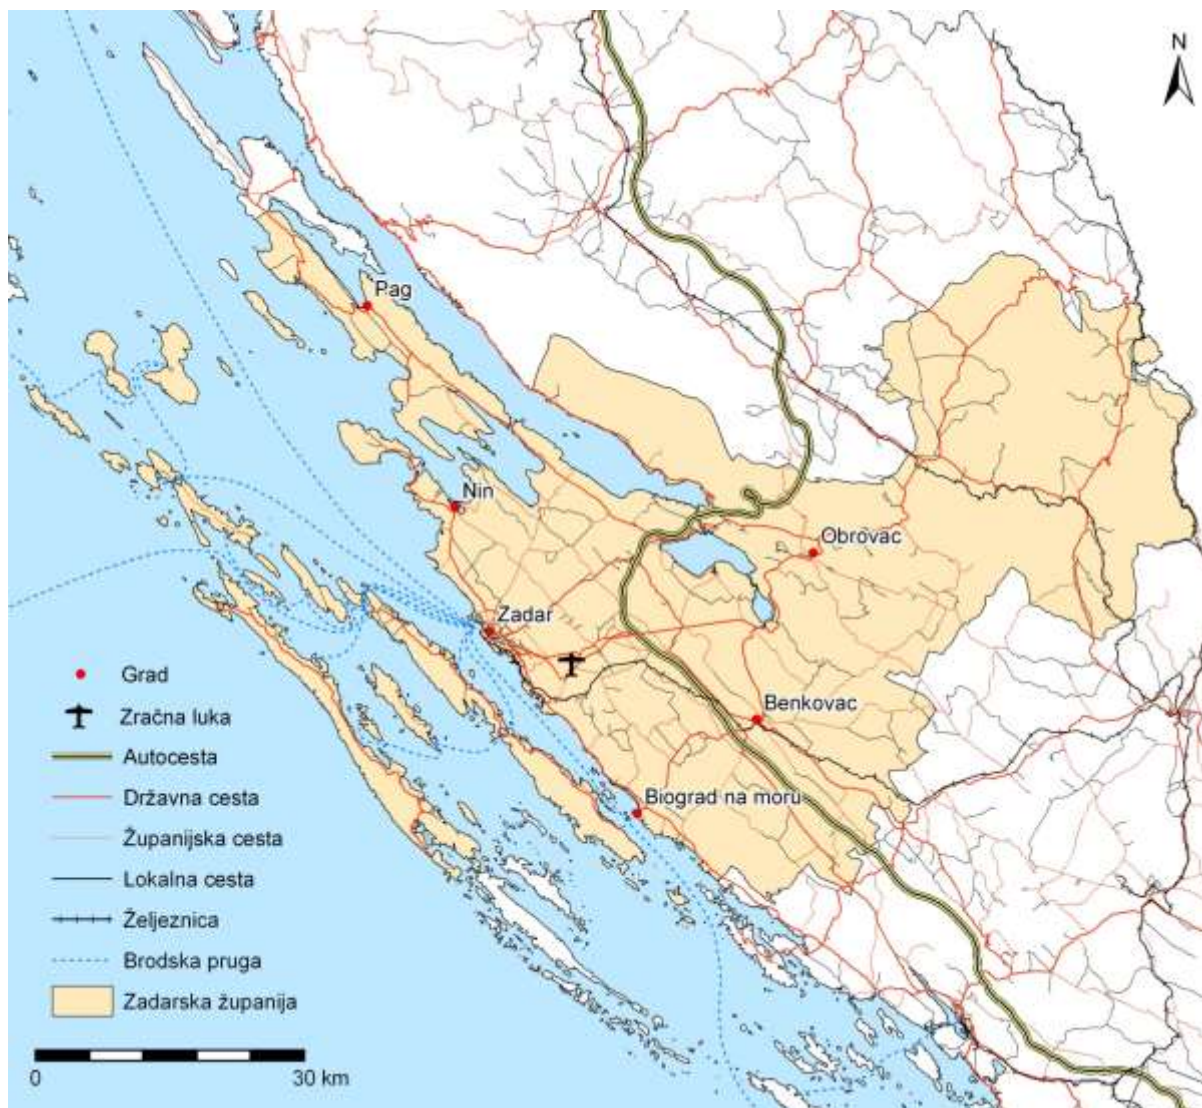 N
Pag
Nin
Obrovac
Zadar
Benkovac
Biograd na moru
Grad
Zračna luka
Autocesta
Državna cesta
Županijska cesta
Lokalna cesta
Željeznica
Brodska pruga
Zadarska županija
0 30 km